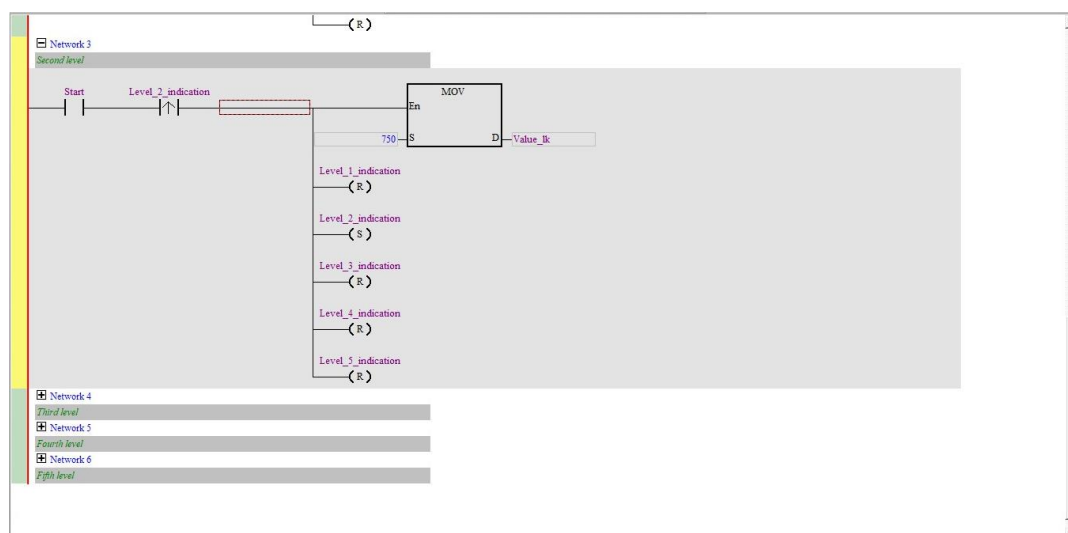 ( R )
Network 3
Second level
Start Level_2_indication
MOV
En
750 S D Value_lk
Level_1_indication
( R )
Level_2_indication
( S )
Level_3_indication
( R )
Level_4_indication
( R )
Level_5_indication
( R )
Network 4
Third level
Network 5
Fourth level
Network 6
Fifth level